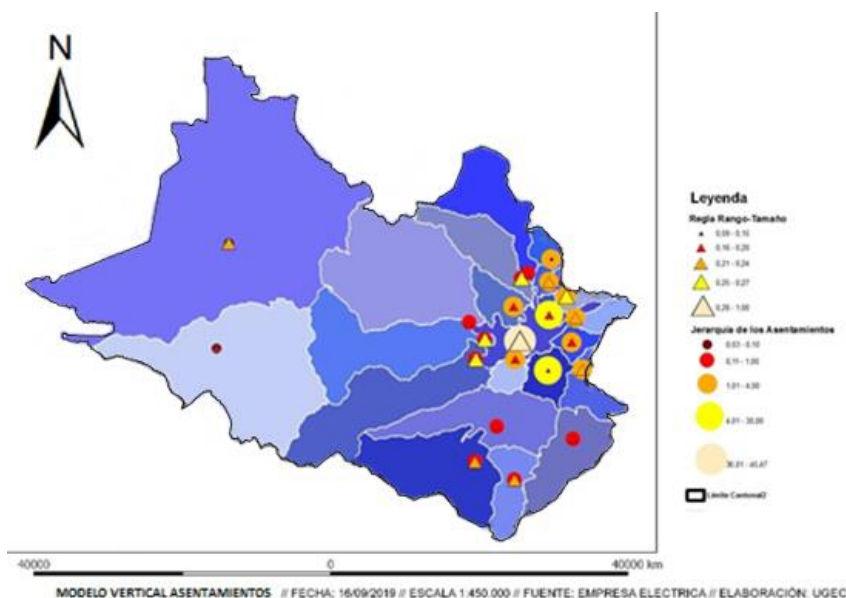 N
Leyenda
Regla Rango-Tamaño
0,09 - 0,15
0,16 - 0,20
0,21 - 0,24
0,25 - 0,27
0,28 - 1,00
Jerarquía de los Asentamientos
0,03 - 0,10
0,11 - 1,00
1,01 - 4,00
4,01 - 30,00
30,01 - 40,47
Límite Cantonal2
40000 0 40000 km
MODELO VERTICAL ASENTAMIENTOS // FECHA: 16/09/2019 // ESCALA 1:450.000 // FUENTE: EMPRESA ELECTRICA // ELABORACIÓN: UGEC